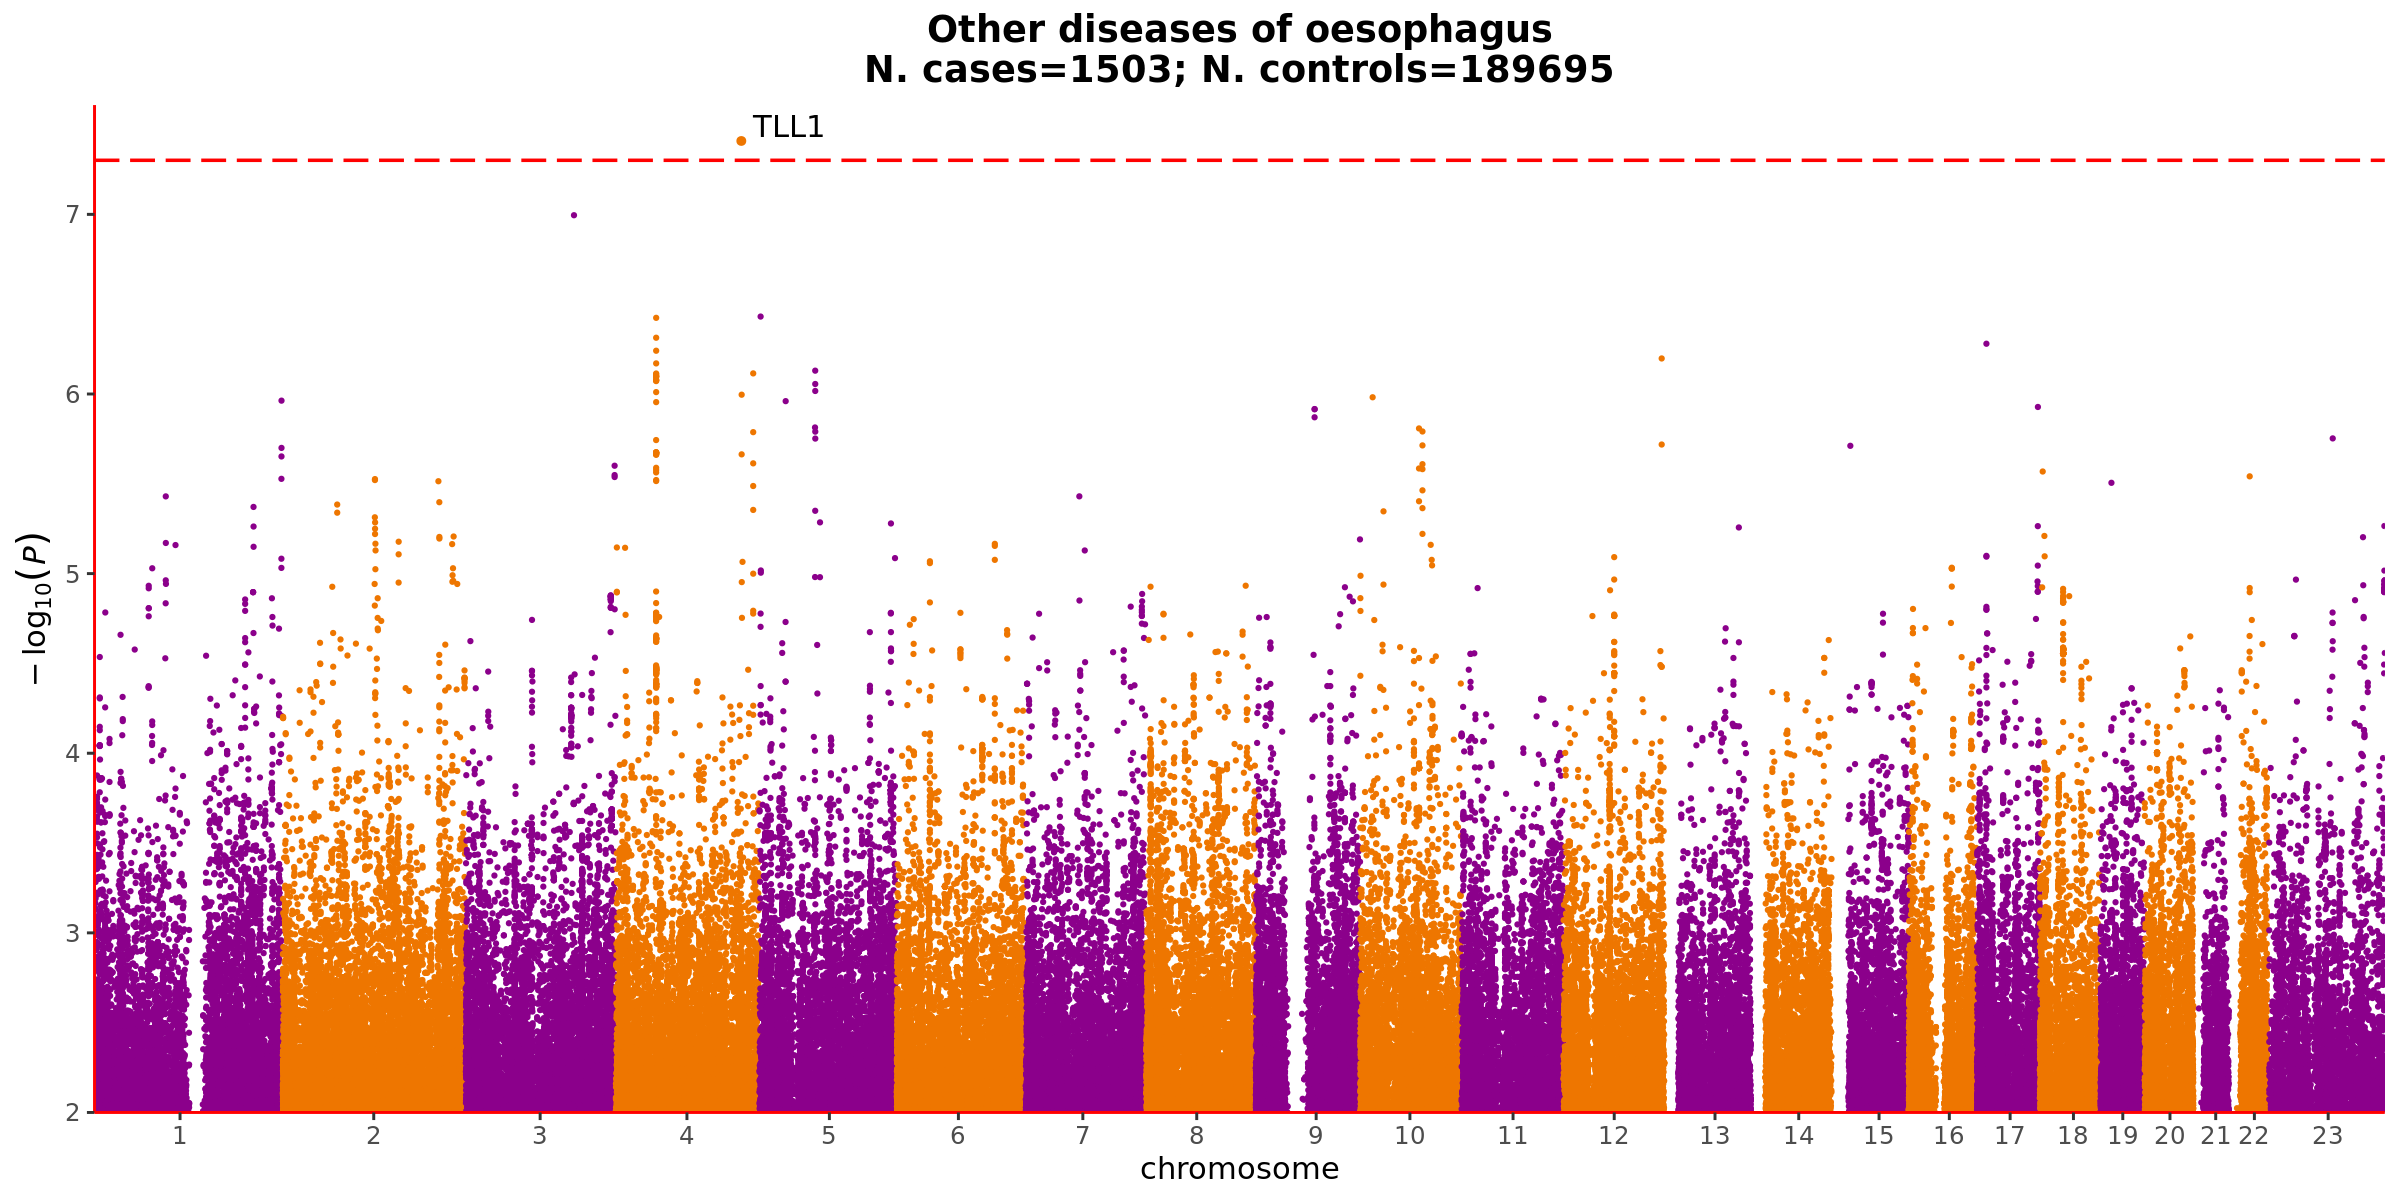 Other diseases of oesophagus
N. cases=1503; N. controls=189695
TLL1
7
6
5
4
3
2
− log10(P)
1 2 3 4 5 6 7 8 9 10 11 12 13 14 15 16 17 18 19 20 21 22 23
chromosome